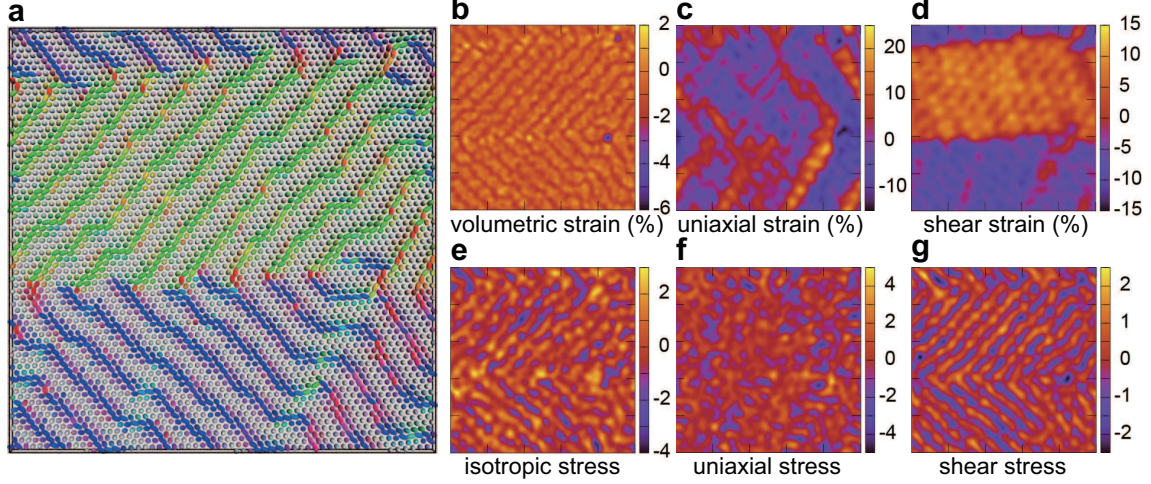 a
b
c
d
2
0
-2
-4
-6
20
10
0
-10
15
10
5
0
-5
-10
-15
volumetric strain (%)
uniaxial strain (%)
shear strain (%)
e
f
g
2
0
-2
-4
4
2
0
-2
-4
4
2
0
-1
-2
isotropic stress
uniaxial stress
shear stress